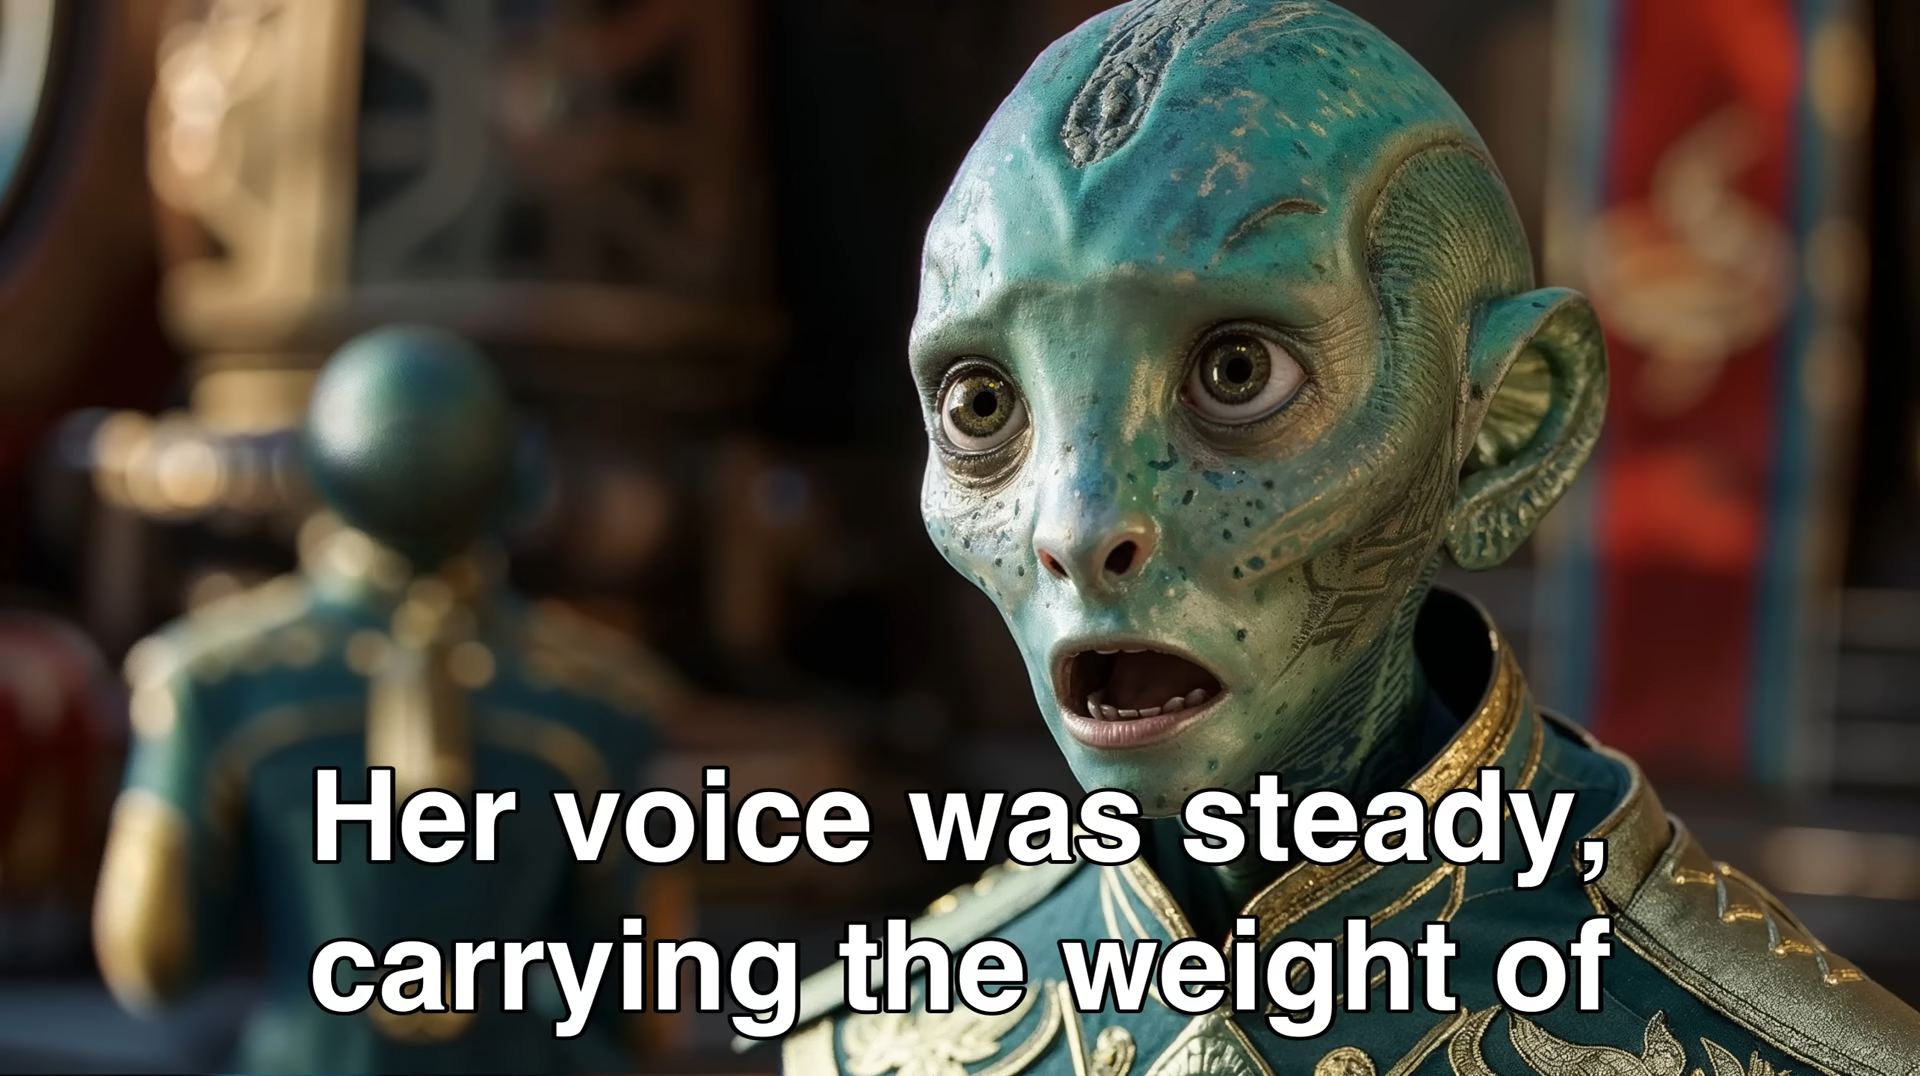 Her voice was steady,
carrying the weight of